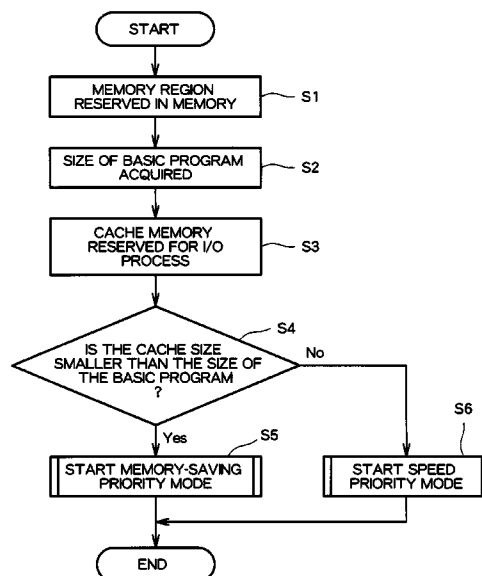 START
MEMORY REGION
RESERVED IN MEMORY
S1
SIZE OF BASIC PROGRAM
ACQUIRED
S2
CACHE MEMORY
RESERVED FOR I/O
PROCESS
S3
S4
IS THE CACHE SIZE
SMALLER THAN THE SIZE OF
THE BASIC PROGRAM
?
No
Yes
S5
START MEMORY-SAVING
PRIORITY MODE
S6
START SPEED
PRIORITY MODE
END